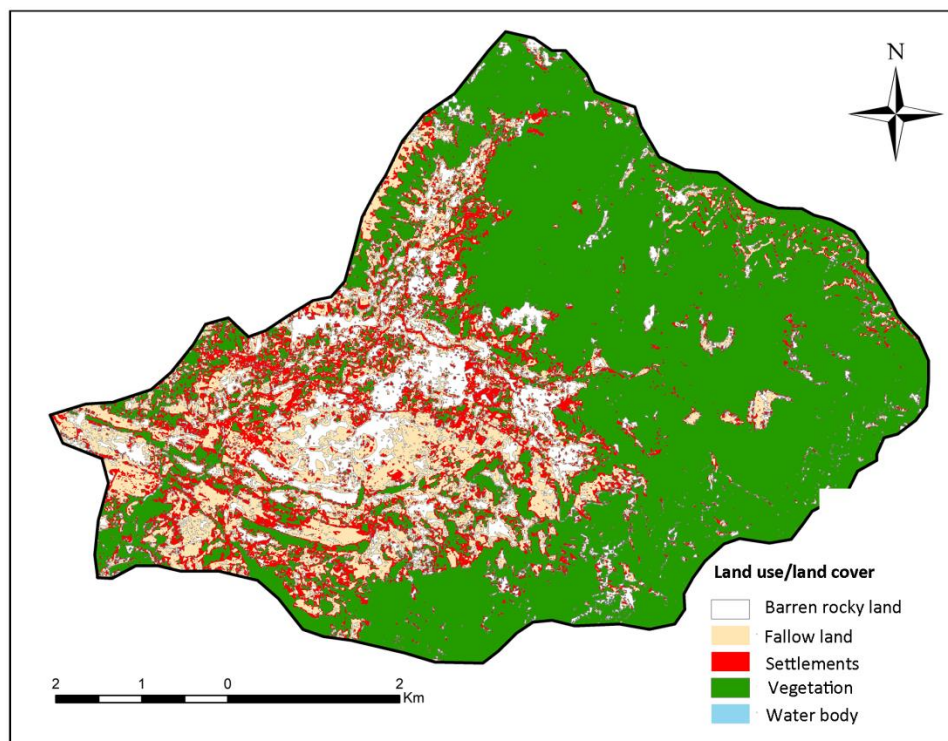 N
Land use/land cover
Barren rocky land
Fallow land
Settlements
Vegetation
Water body
2 1 0 2
Km